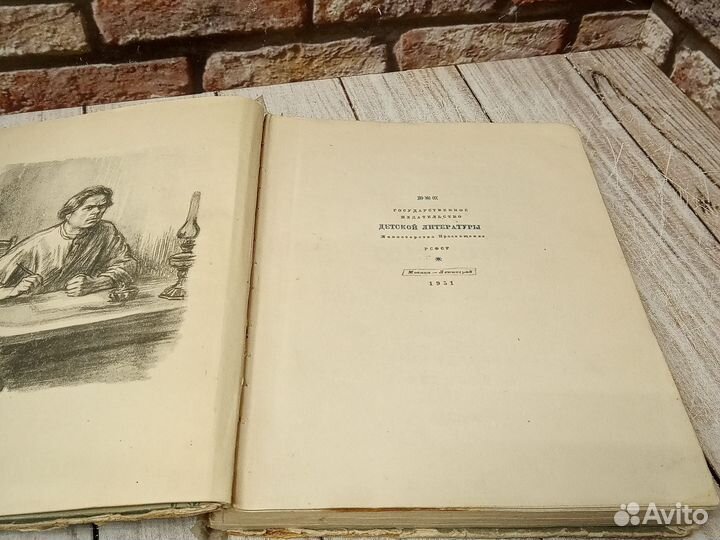 ГОСУДАРСТВЕННОЕ
ИЗДАТЕЛЬСТВО
ДЕТСКОЙ ЛИТЕРАТУРЫ
Министерства Просвещения
РСФСР
Москва — Ленинград
1951
Avito